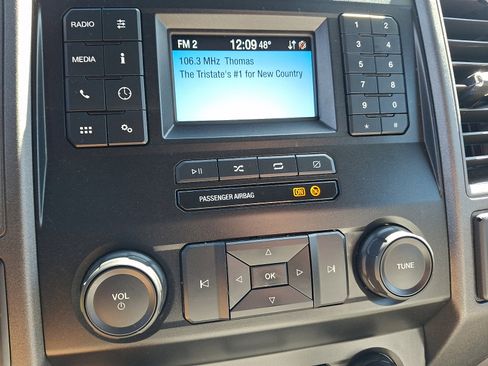 RADIO
MEDIA
i
FM 2 12:09 48°
106.3 MHz Thomas
The Tristate's #1 for New Country
1 2
3 4
5 6
7 8
9 0
* #
PASSENGER AIRBAG ON
VOL
OK
TUNE